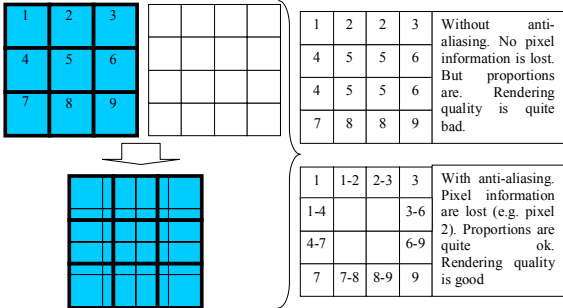 1 2 3
4 5 6
7 8 9
1 2 2 3
4 5 5 6
4 5 5 6
7 8 8 9
Without anti-
aliasing. No pixel
information is lost.
But proportions
are. Rendering
quality is quite
bad.
1 1-2 2-3 3
1-4 3-6
4-7 6-9
7 7-8 8-9 9
With anti-aliasing.
Pixel information
are lost (e.g. pixel
2). Proportions are
quite ok.
Rendering quality
is good